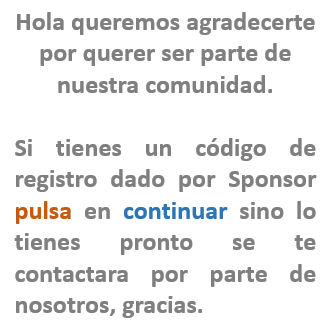 Hola queremos agradecerte
por querer ser parte de
nuestra comunidad.
Si tienes un código de
registro dado por Sponsor
pulsa en continuar sino lo
tienes pronto se te
contactara por parte de
nosotros, gracias.